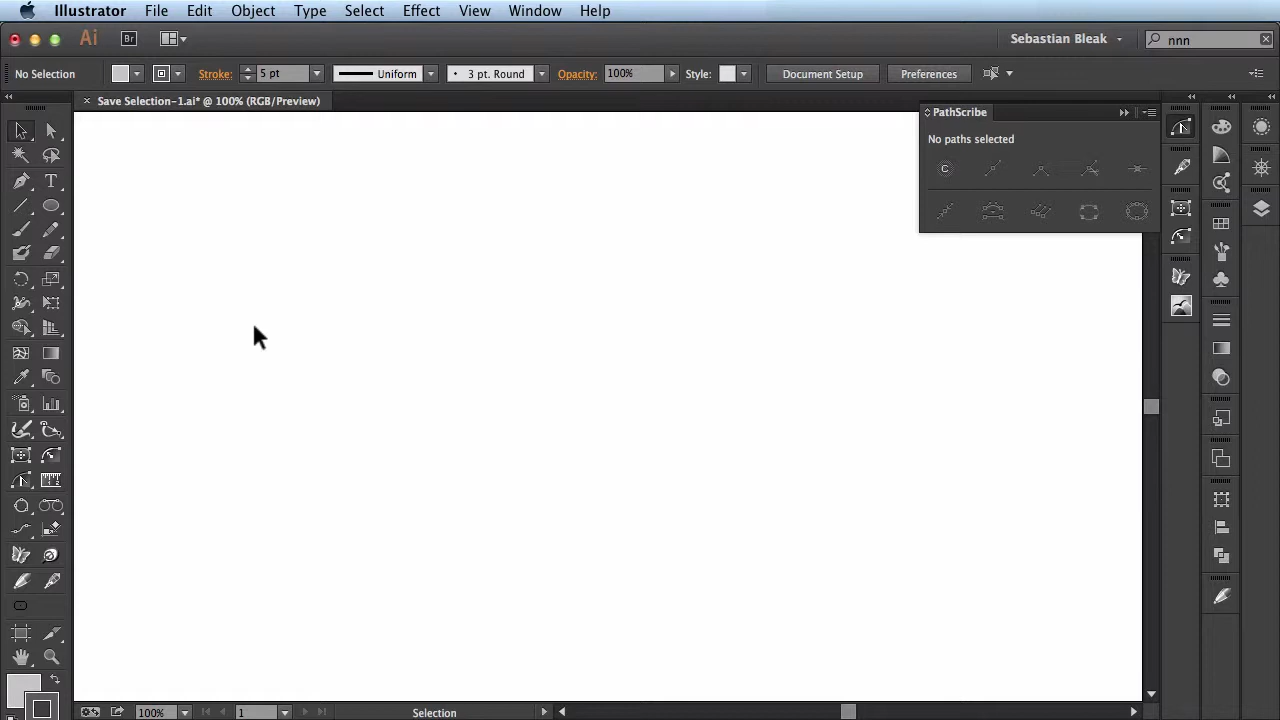 Illustrator File Edit Object Type Select Effect View Window Help
Ai Br Sebastian Bleak nnn
No Selection Stroke: 5 pt Uniform 3 pt. Round Opacity: 100% Style: Document Setup Preferences
Save Selection-1.ai* @ 100% (RGB/Preview)
PathScribe
No paths selected
C
T
100% 1 Selection